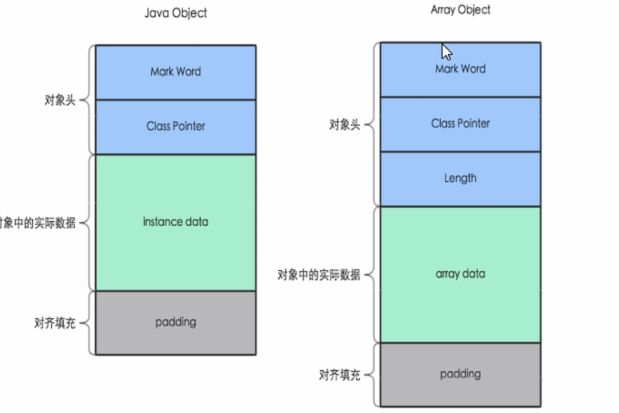 Java Object
Mark Word
对象头
Class Pointer
对象中的实际数据
instance data
对齐填充
padding
Array Object
Mark Word
对象头
Class Pointer
Length
对象中的实际数据
array data
对齐填充
padding